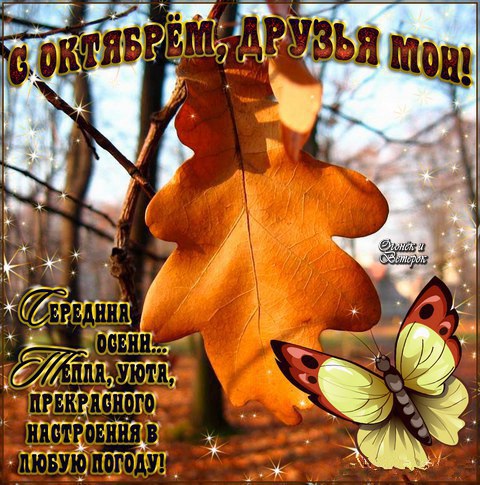 С ОКТЯБРЁМ, ДРУЗЬЯ МОИ!
Огонёк и
Ветерок
СЕРЕДИНА
ОСЕНИ...
ТЕПЛА, УЮТА,
ПРЕКРАСНОГО
НАСТРОЕНИЯ В
ЛЮБУЮ ПОГОДУ!